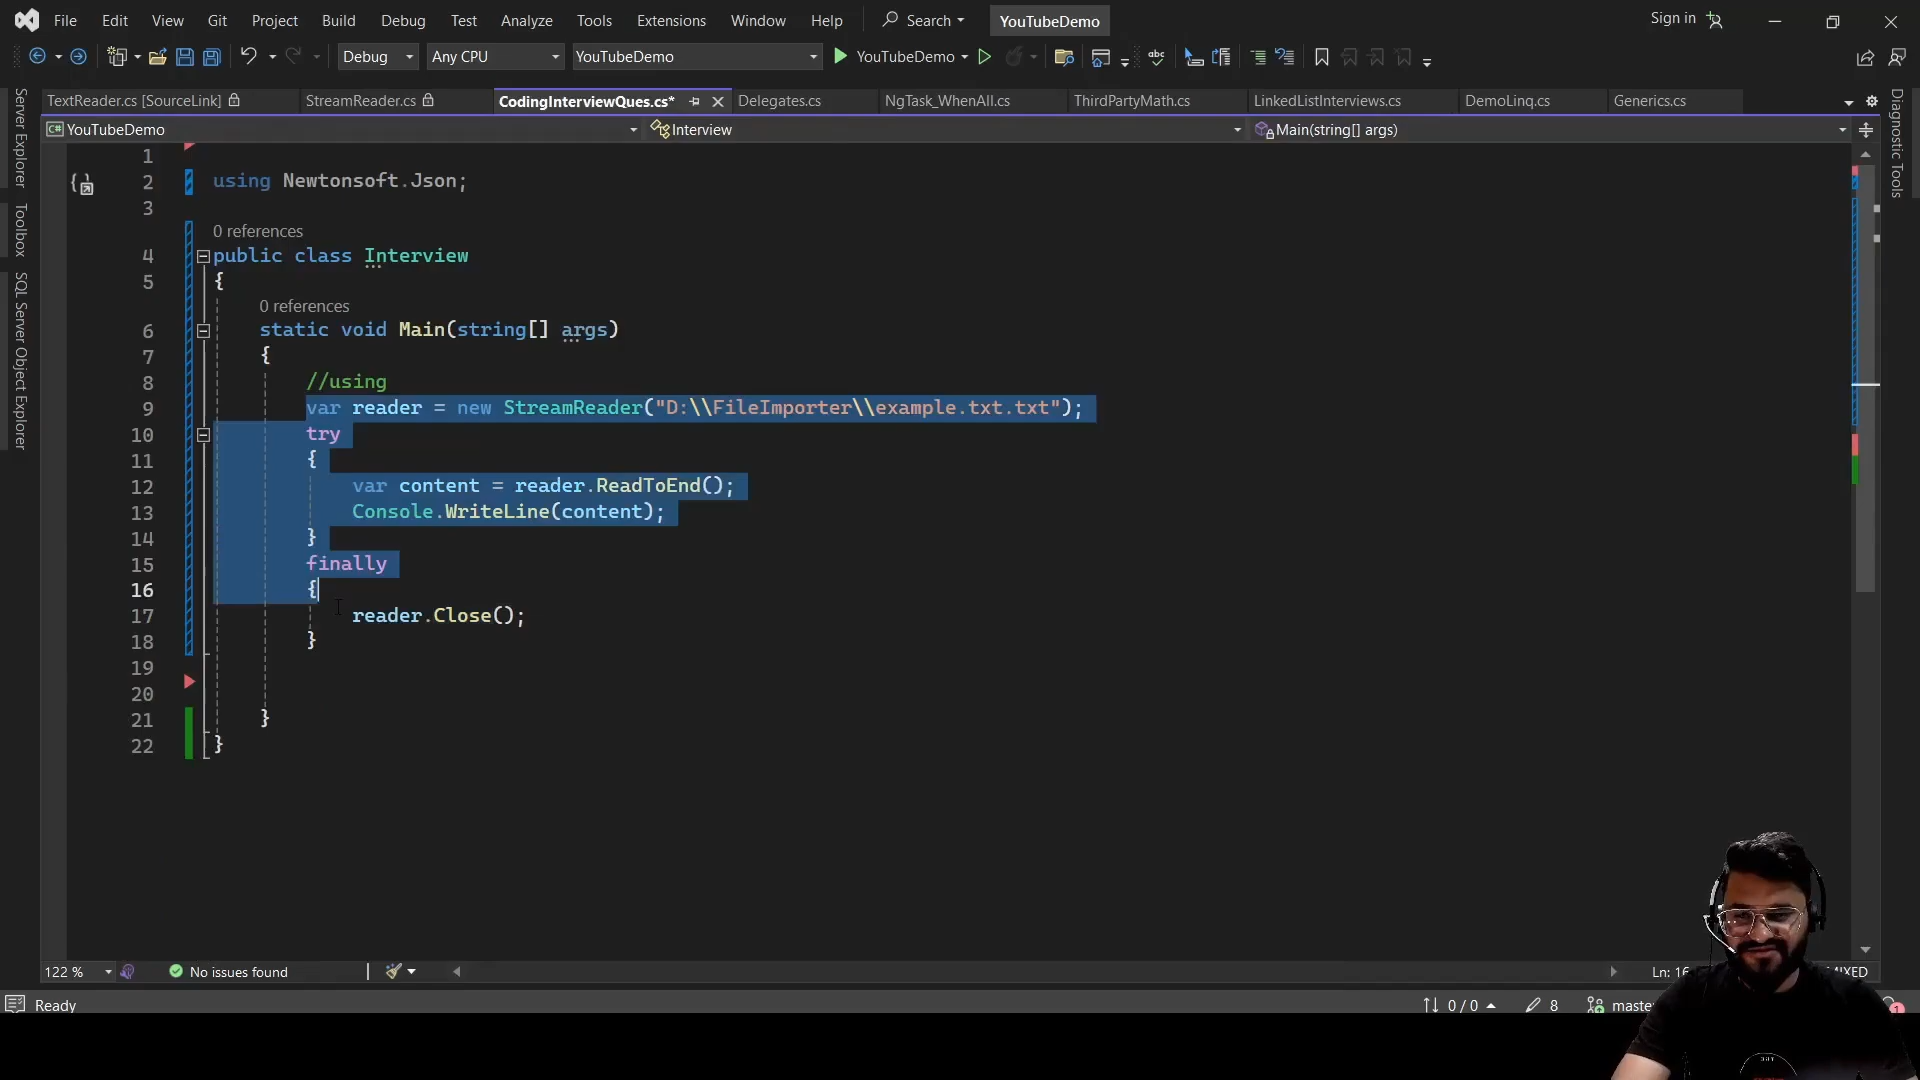 File Edit View Git Project Build Debug Test Analyze Tools Extensions Window Help Search YouTubeDemo Sign in
Debug Any CPU YouTubeDemo YouTubeDemo
TextReader.cs [SourceLink] StreamReader.cs CodingInterviewQues.cs* Delegates.cs NgTask_WhenAll.cs ThirdPartyMath.cs LinkedListInterviews.cs DemoLinq.cs Generics.cs
C# YouTubeDemo Interview Main(string[] args)
Server Explorer
Toolbox
SQL Server Object Explorer
Diagnostic Tools
1
2 using Newtonsoft.Json;
3
0 references
4 public class Interview
5 {
0 references
6 static void Main(string[] args)
7 {
8 //using
9 var reader = new StreamReader("D:\\FileImporter\\example.txt.txt");
10 try
11 {
12 var content = reader.ReadToEnd();
13 Console.WriteLine(content);
14 }
15 finally
16 {
17 reader.Close();
18 }
19
20
21 }
22 }
122 % No issues found Ln: 16 MIXED
Ready 0 / 0 8 master 1